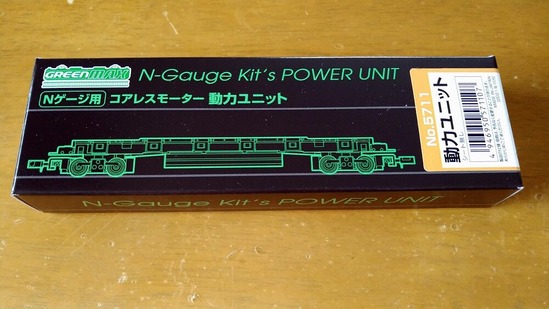 GREENMAX
N-Gauge Kit's POWER UNIT
Nゲージ用 コアレスモーター 動力ユニット
No.5711
動力ユニット
N-Gauge Kit's POWER UNIT